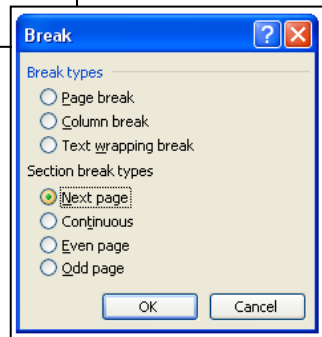 Break
Break types
Page break
Column break
Text wrapping break
Section break types
Next page
Continuous
Even page
Odd page
OK Cancel